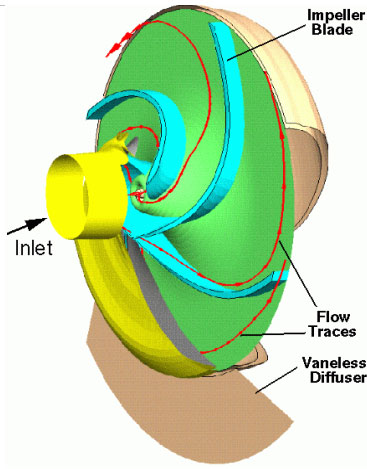 Impeller
Blade
Inlet
Flow
Traces
Vaneless
Diffuser